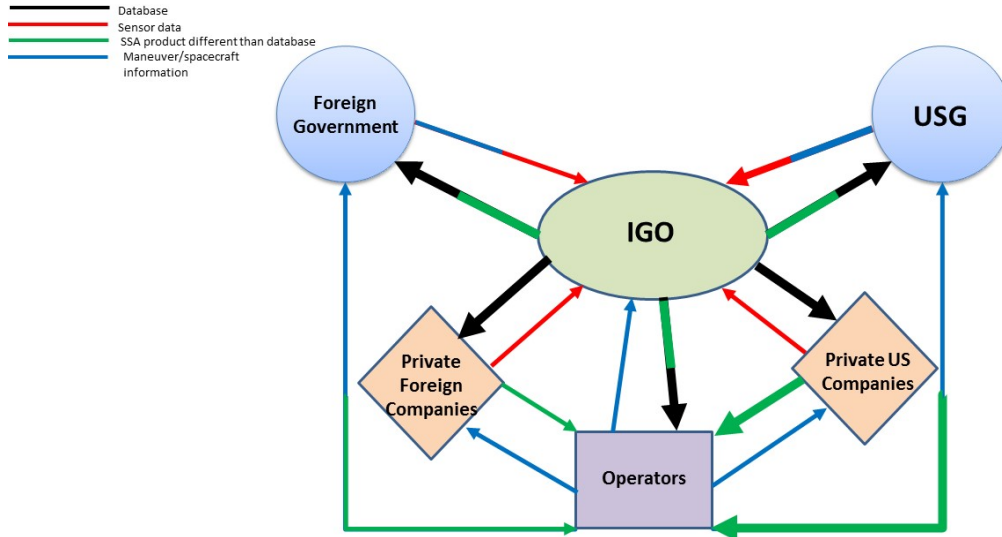 Database
Sensor data
SSA product different than database
Maneuver/spacecraft
information
Foreign
Government
USG
IGO
Private
Foreign
Companies
Private US
Companies
Operators